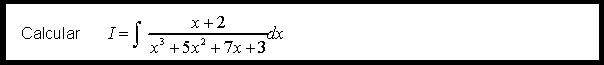 Calcular I = ∫ (x + 2) / (x³ + 5x² + 7x + 3) dx